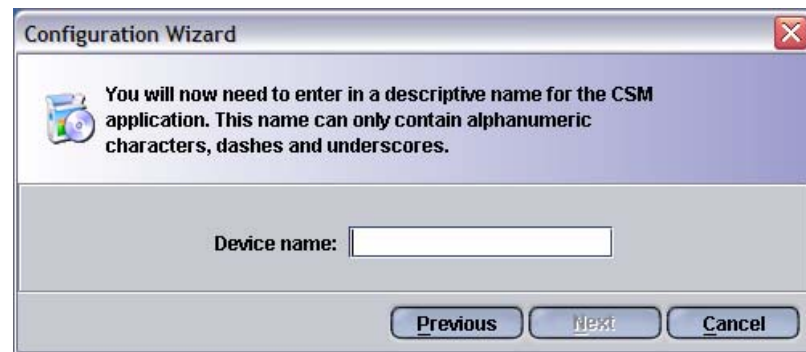 Configuration Wizard
You will now need to enter in a descriptive name for the CSM
application. This name can only contain alphanumeric
characters, dashes and underscores.
Device name:
Previous Next Cancel